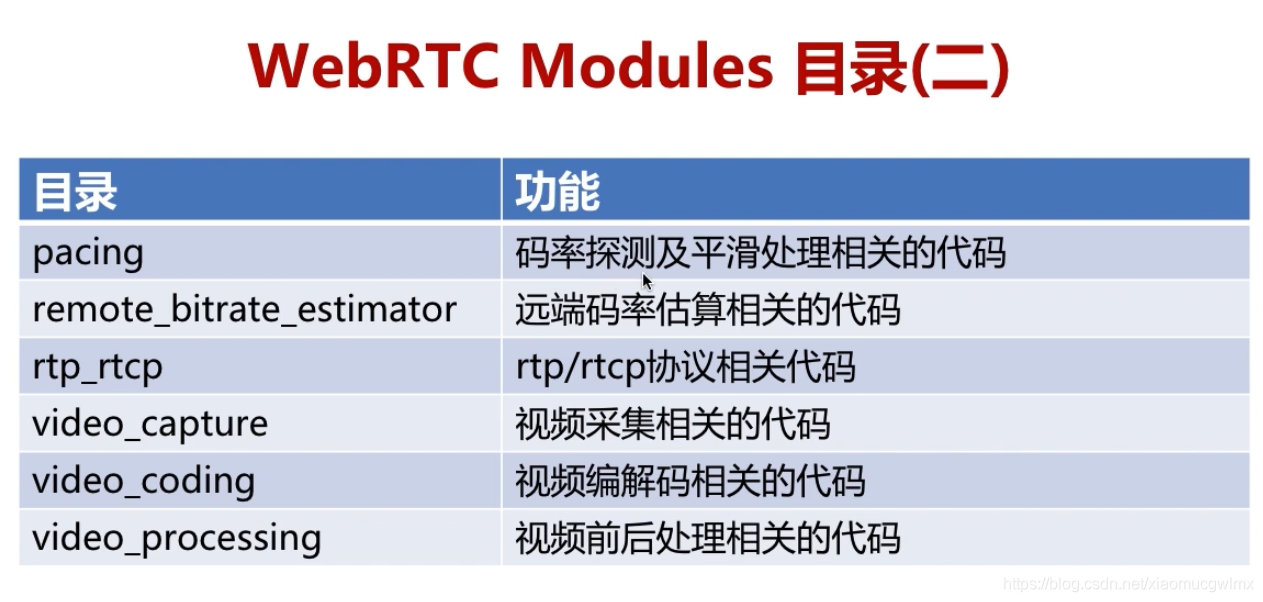 WebRTC Modules 目录(二)
目录 功能
pacing 码率探测及平滑处理相关的代码
remote_bitrate_estimator 远端码率估算相关的代码
rtp_rtcp rtp/rtcp协议相关代码
video_capture 视频采集相关的代码
video_coding 视频编解码相关的代码
video_processing 视频前后处理相关的代码
https://blog.csdn.net/xiaomucgwlmx